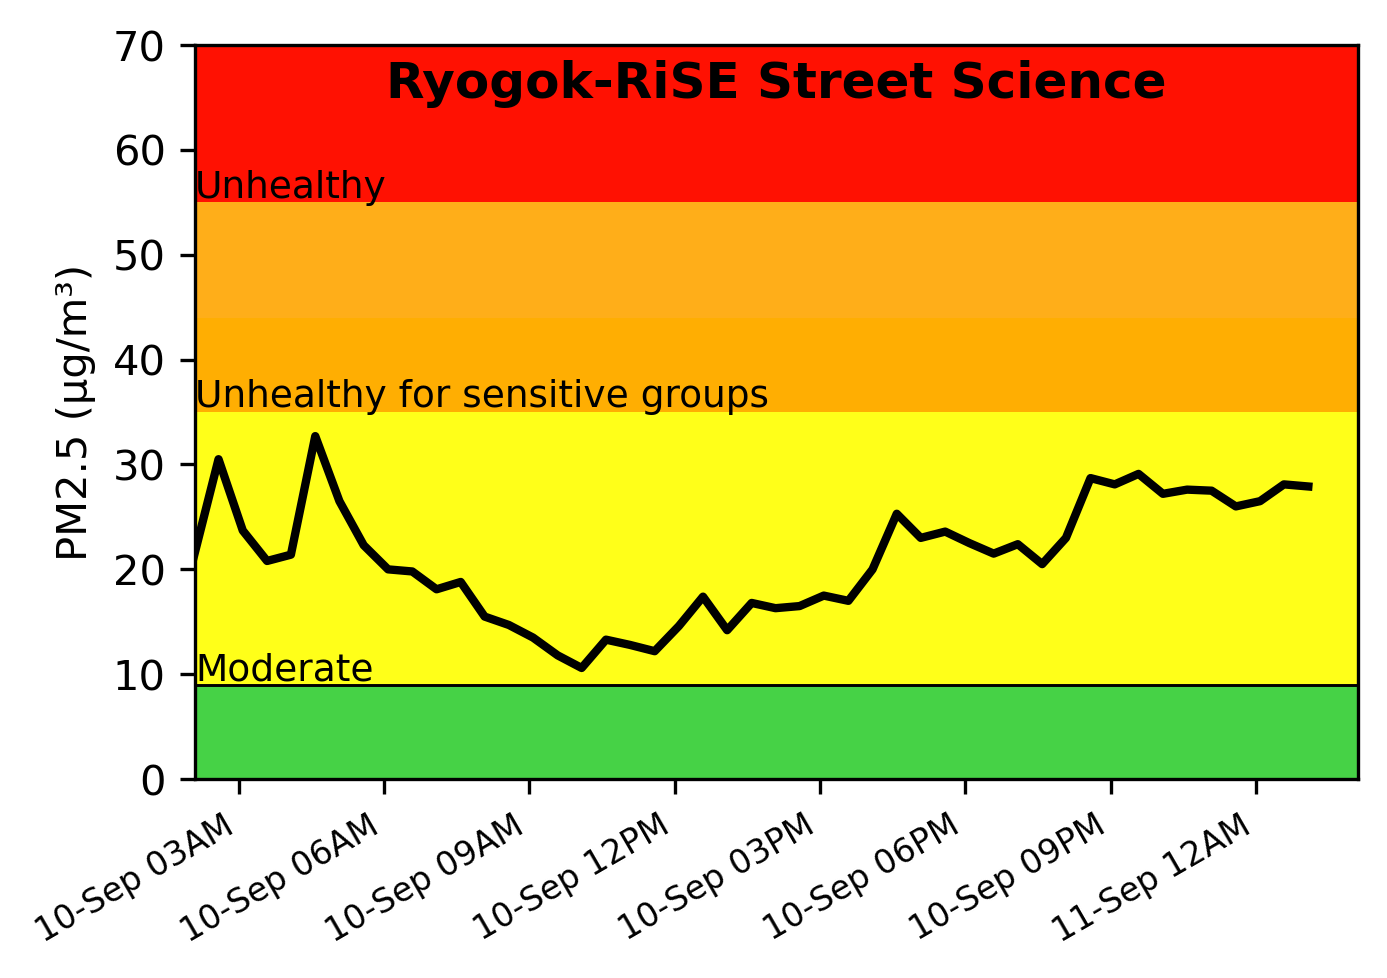 Ryogok-RiSE Street Science
PM2.5 (µg/m³)
70
60
Unhealthy
50
40
Unhealthy for sensitive groups
30
20
10
Moderate
0
10-Sep 03AM
10-Sep 06AM
10-Sep 09AM
10-Sep 12PM
10-Sep 03PM
10-Sep 06PM
10-Sep 09PM
11-Sep 12AM